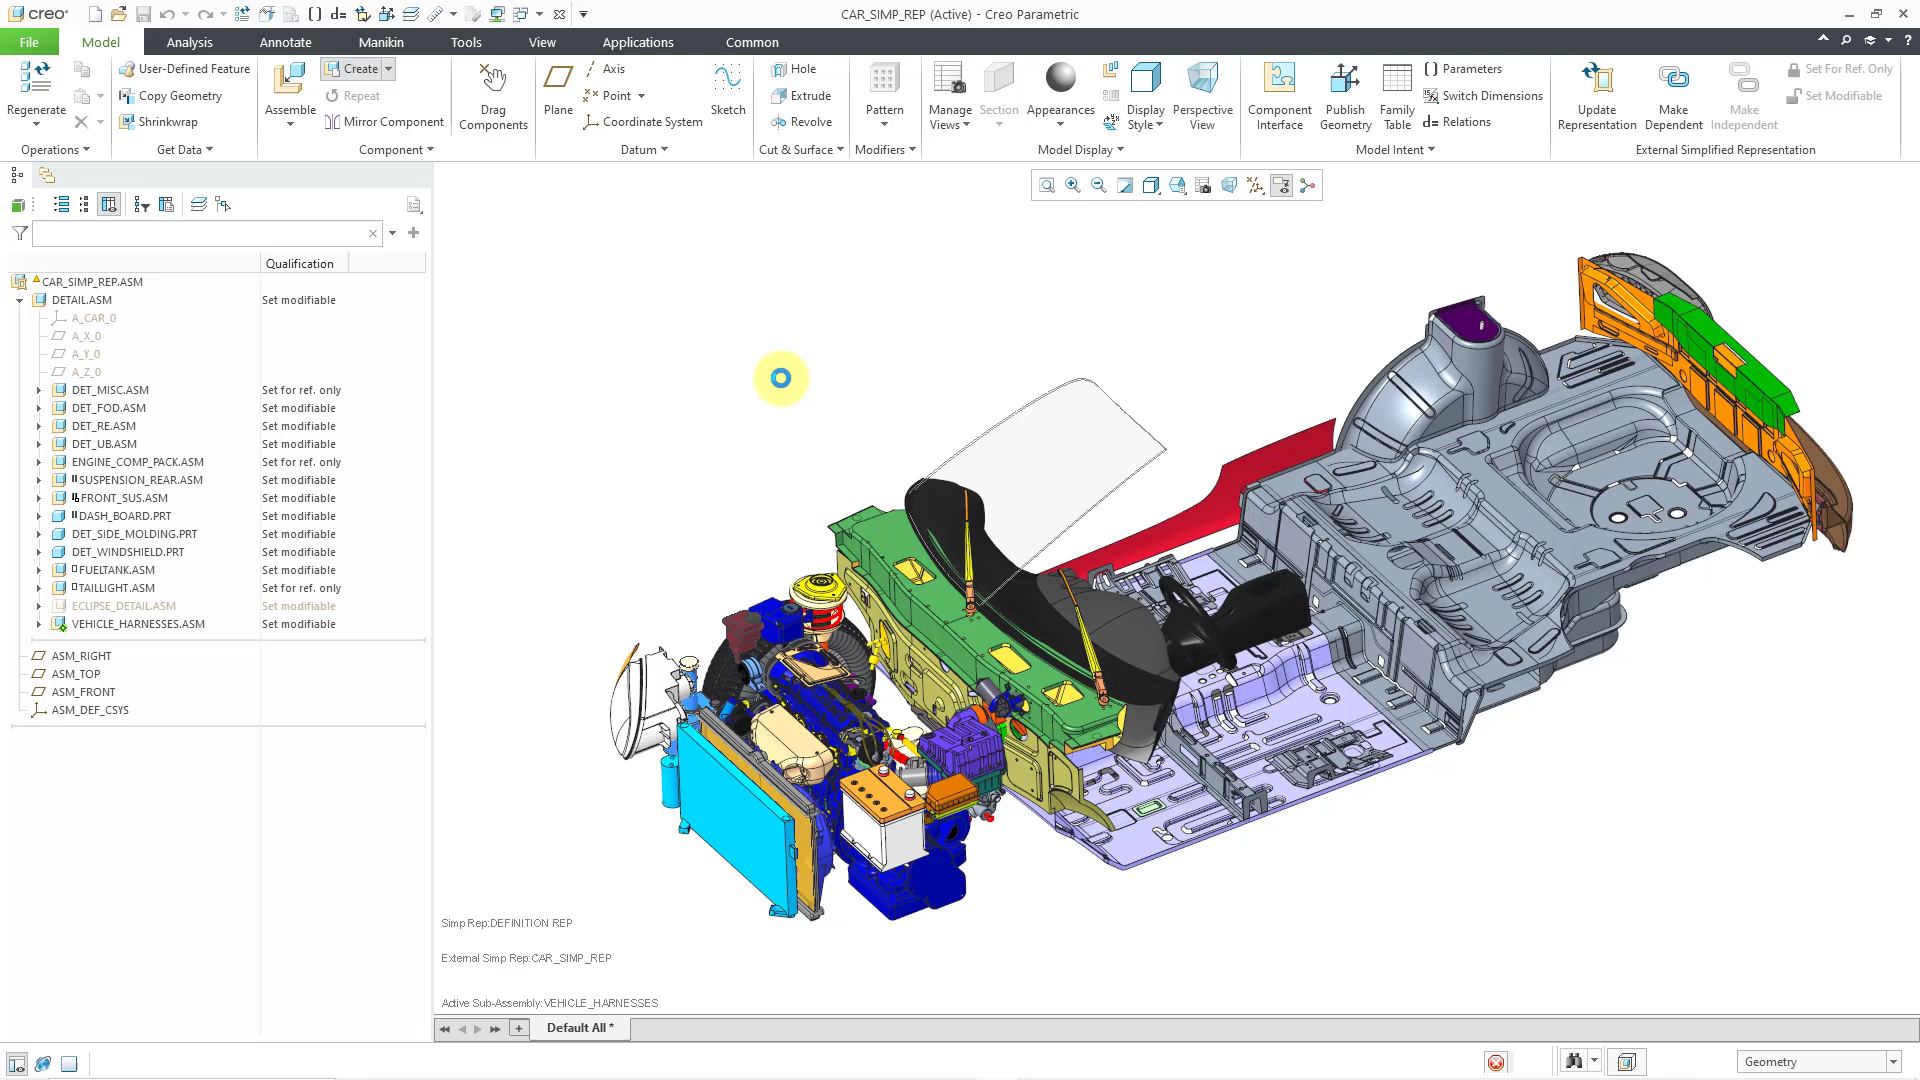 creo
CAR_SIMP_REP (Active) - Creo Parametric
File
Model
Analysis
Annotate
Manikin
Tools
View
Applications
Common
Regenerate
User-Defined Feature
Copy Geometry
Shrinkwrap
Assemble
Create
Repeat
Mirror Component
Drag
Components
Plane
Axis
Point
Coordinate System
Sketch
Hole
Extrude
Revolve
Pattern
Manage
Views
Section
Appearances
Display
Style
Perspective
View
Component
Interface
Publish
Geometry
Family
Table
Parameters
Switch Dimensions
d= Relations
Update
Representation
Make
Dependent
Make
Independent
Set For Ref. Only
Set Modifiable
Operations
Get Data
Component
Datum
Cut & Surface
Modifiers
Model Display
Model Intent
External Simplified Representation
Qualification
CAR_SIMP_REP.ASM
DETAIL.ASM Set modifiable
A_CAR_0
A_X_0
A_Y_0
A_Z_0
DET_MISC.ASM Set for ref. only
DET_FOD.ASM Set modifiable
DET_RE.ASM Set modifiable
DET_UB.ASM Set modifiable
ENGINE_COMP_PACK.ASM Set for ref. only
SUSPENSION_REAR.ASM Set modifiable
FRONT_SUS.ASM Set modifiable
DASH_BOARD.PRT Set modifiable
DET_SIDE_MOLDING.PRT Set modifiable
DET_WINDSHIELD.PRT Set modifiable
FUELTANK.ASM Set modifiable
TAILLIGHT.ASM Set for ref. only
ECLIPSE_DETAIL.ASM Set modifiable
VEHICLE_HARNESSES.ASM Set modifiable
ASM_RIGHT
ASM_TOP
ASM_FRONT
ASM_DEF_CSYS
Simp Rep:DEFINITION REP
External Simp Rep:CAR_SIMP_REP
Active Sub-Assembly:VEHICLE_HARNESSES
Default All *
Geometry